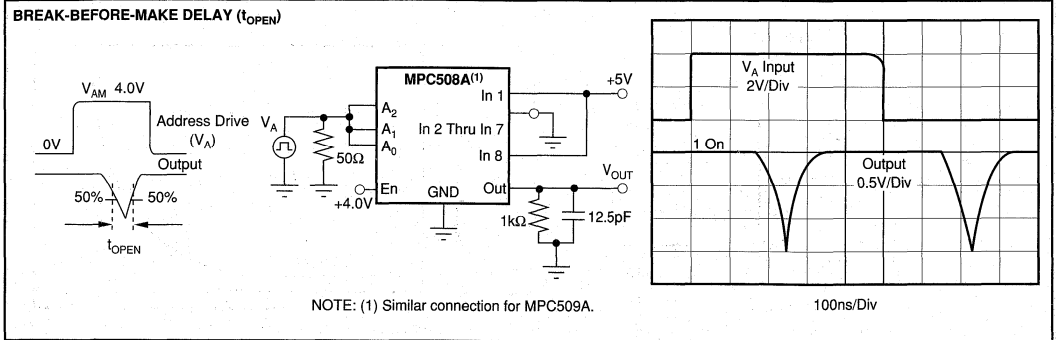 BREAK-BEFORE-MAKE DELAY (tOPEN)
VAM 4.0V
0V
Address Drive
(VA)
Output
50%
50%
tOPEN
VA
50Ω
MPC508A(1)
A2
A1
A0
En
+4.0V
GND
In 1
In 2 Thru In 7
In 8
Out
+5V
VOUT
1kΩ
12.5pF
NOTE: (1) Similar connection for MPC509A.
VA Input
2V/Div
1 On
Output
0.5V/Div
100ns/Div